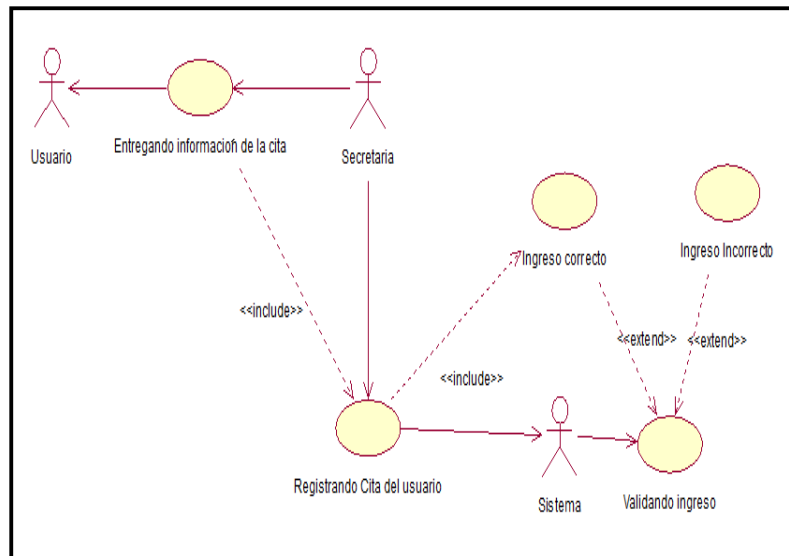 Usuario
Entregando información de la cita
Secretaria
Ingreso correcto
Ingreso Incorrecto
<<include>>
<<extend>>
<<extend>>
<<include>>
Registrando Cita del usuario
Sistema
Validando ingreso